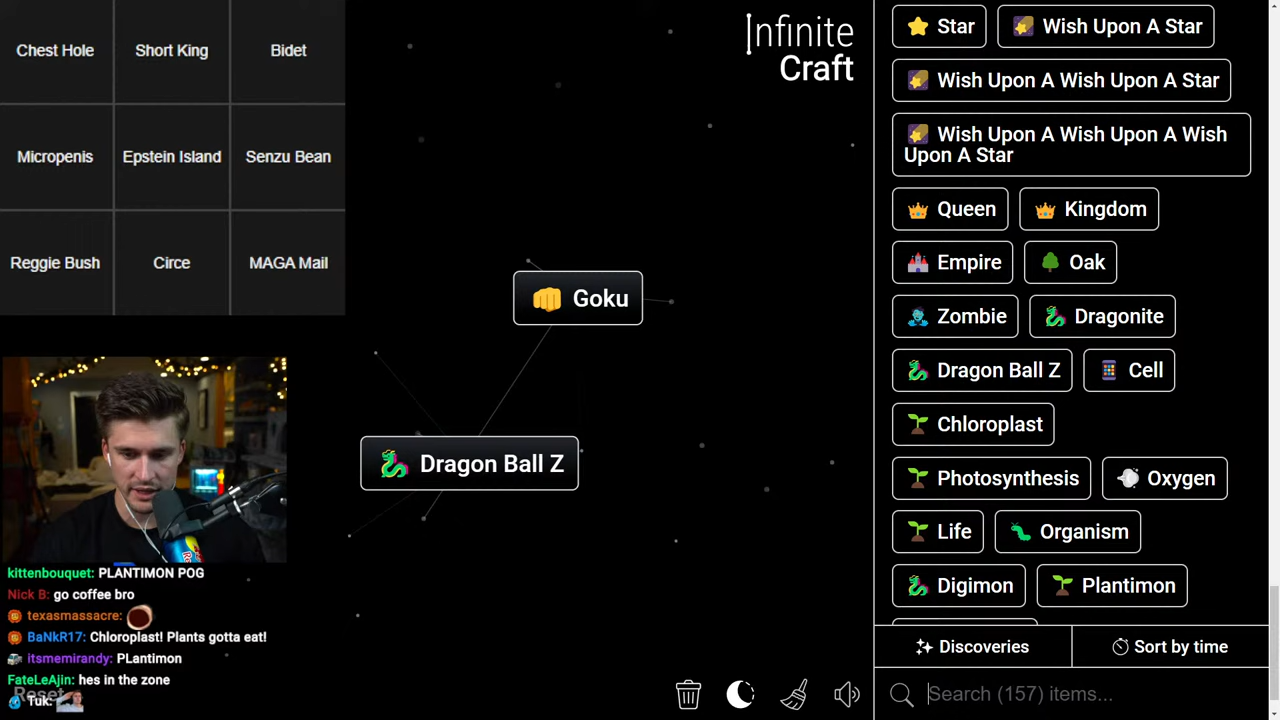 Chest Hole
Short King
Bidet
Micropenis
Epstein Island
Senzu Bean
Reggie Bush
Circe
MAGA Mail
Infinite
Craft
Goku
Dragon Ball Z
Star
Wish Upon A Star
Wish Upon A Wish Upon A Star
Wish Upon A Wish Upon A Wish
Upon A Star
Queen
Kingdom
Empire
Oak
Zombie
Dragonite
Dragon Ball Z
Cell
Chloroplast
Photosynthesis
Oxygen
Life
Organism
Digimon
Plantimon
Discoveries
Sort by time
Search (157) items...
kittenbouquet: PLANTIMON POG
Nick B: go coffee bro
texasmassacre:
BaNkR17: Chloroplast! Plants gotta eat!
itsmemirandy: PLantimon
FateLeAjin: hes in the zone
Reset
Tuk: